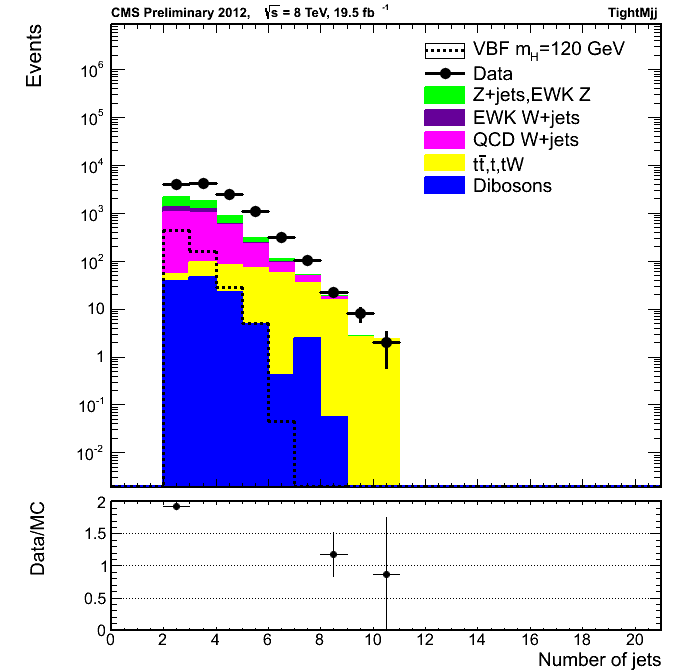 CMS Preliminary 2012, √s = 8 TeV, 19.5 fb⁻¹ TightMjj
Events
VBF m_H=120 GeV
Data
Z+jets,EWK Z
EWK W+jets
QCD W+jets
tt̄,t,tW
Dibosons
10⁶
10⁵
10⁴
10³
10²
10
1
10⁻¹
10⁻²
Data/MC
2
1.5
1
0.5
0
0 2 4 6 8 10 12 14 16 18 20
Number of jets